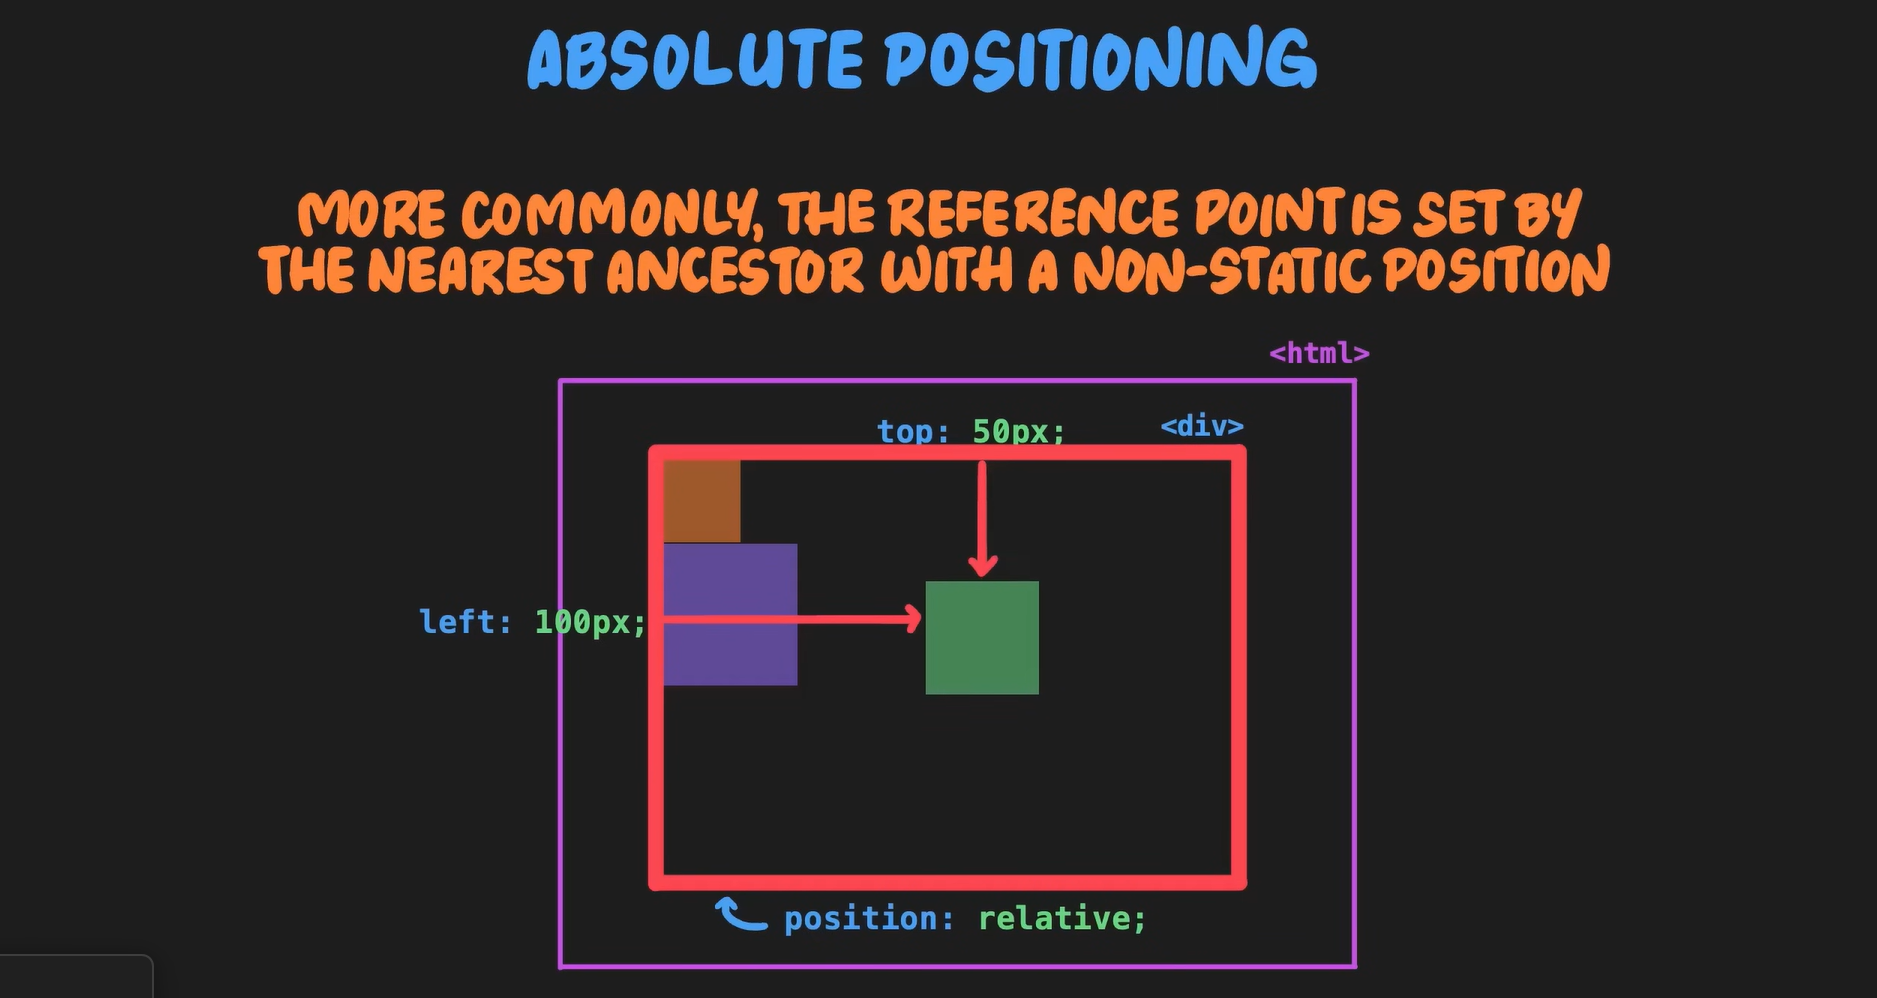 ABSOLUTE POSITIONING
MORE COMMONLY, THE REFERENCE POINT IS SET BY
THE NEAREST ANCESTOR WITH A NON-STATIC POSITION
<html>
top: 50px;
<div>
left: 100px;
position: relative;